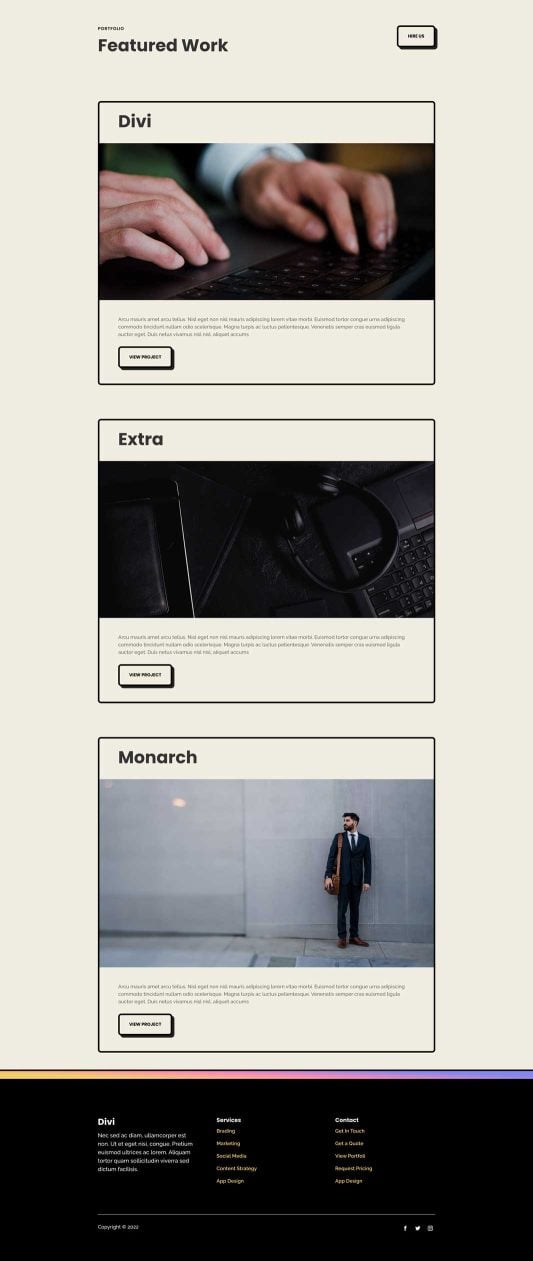 PORTFOLIO
Featured Work
HIRE US
Divi
Arcu mauris amet arcu tellus. Nisl eget non nisl mauris adipiscing lorem vitae morbi. Euismod tortor congue urna adipiscing
commodo tincidunt nullam odio scelerisque. Magna turpis ac luctus pellentesque. Venenatis semper cras euismod ligula
auctor eget. Duis netus vivamus nisl nisl, aliquet accums
VIEW PROJECT
Extra
Arcu mauris amet arcu tellus. Nisl eget non nisl mauris adipiscing lorem vitae morbi. Euismod tortor congue urna adipiscing
commodo tincidunt nullam odio scelerisque. Magna turpis ac luctus pellentesque. Venenatis semper cras euismod ligula
auctor eget. Duis netus vivamus nisl nisl, aliquet accums
VIEW PROJECT
Monarch
Arcu mauris amet arcu tellus. Nisl eget non nisl mauris adipiscing lorem vitae morbi. Euismod tortor congue urna adipiscing
commodo tincidunt nullam odio scelerisque. Magna turpis ac luctus pellentesque. Venenatis semper cras euismod ligula
auctor eget. Duis netus vivamus nisl nisl, aliquet accums
VIEW PROJECT
Divi
Nec sed ac diam, ullamcorper est
non. Ut et eget nisi, congue. Pretium
euismod ultrices ac lorem. Aliquam
tortor quam sollicitudin viverra sed
dictum facilisis.
Services
Brading
Marketing
Social Media
Content Strategy
App Design
Contact
Get In Touch
Get a Quote
View Portfoli
Request Pricing
App Design
Copyright © 2022